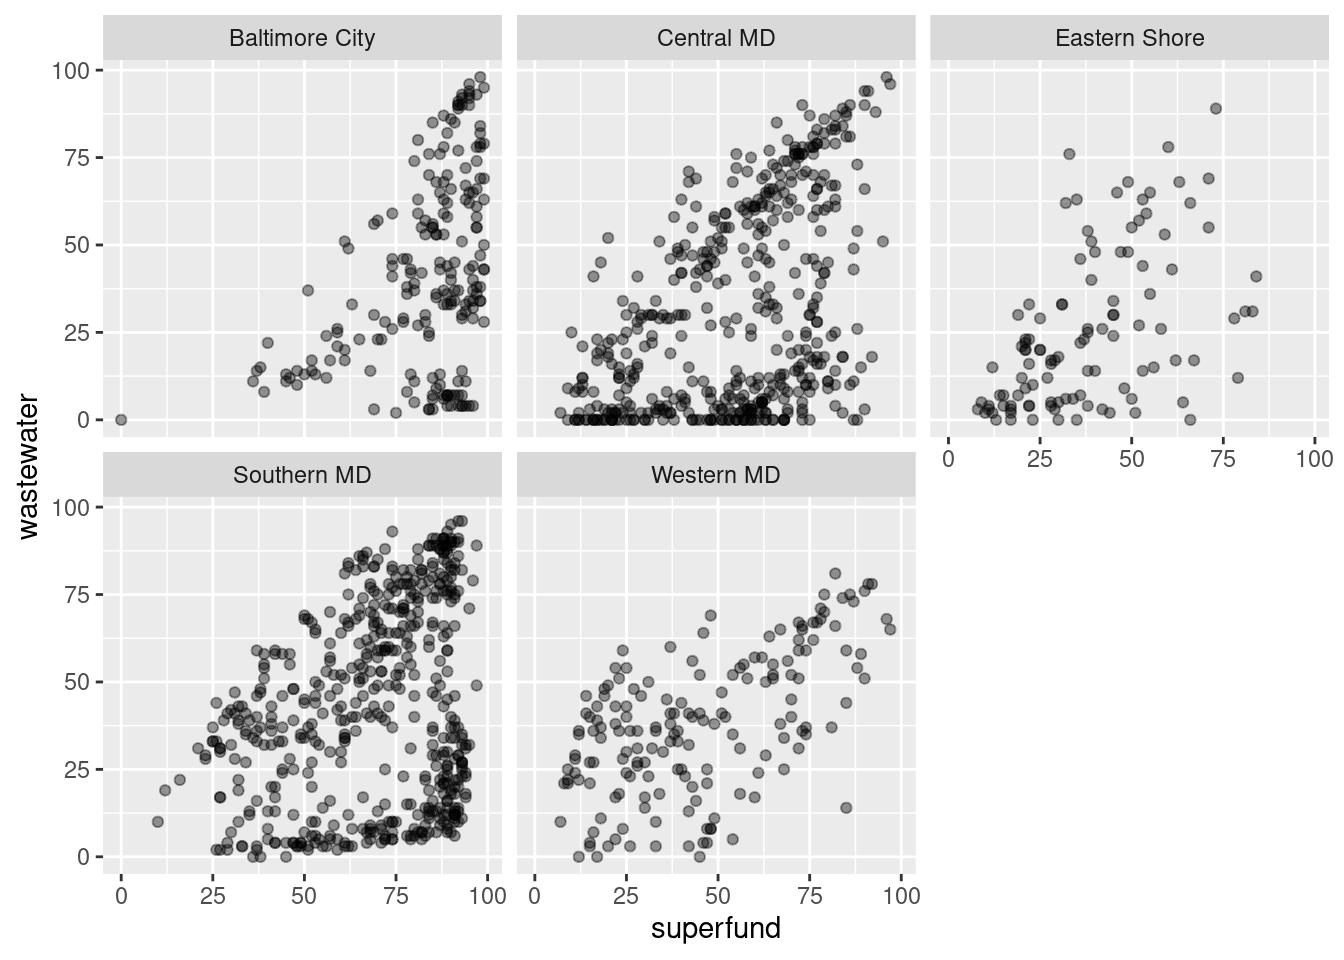 Baltimore City
Central MD
Eastern Shore
100
75
50
25
0
0 25 50 75 100
Southern MD
Western MD
100
75
50
25
0
0 25 50 75 100
0 25 50 75 100
superfund
wastewater